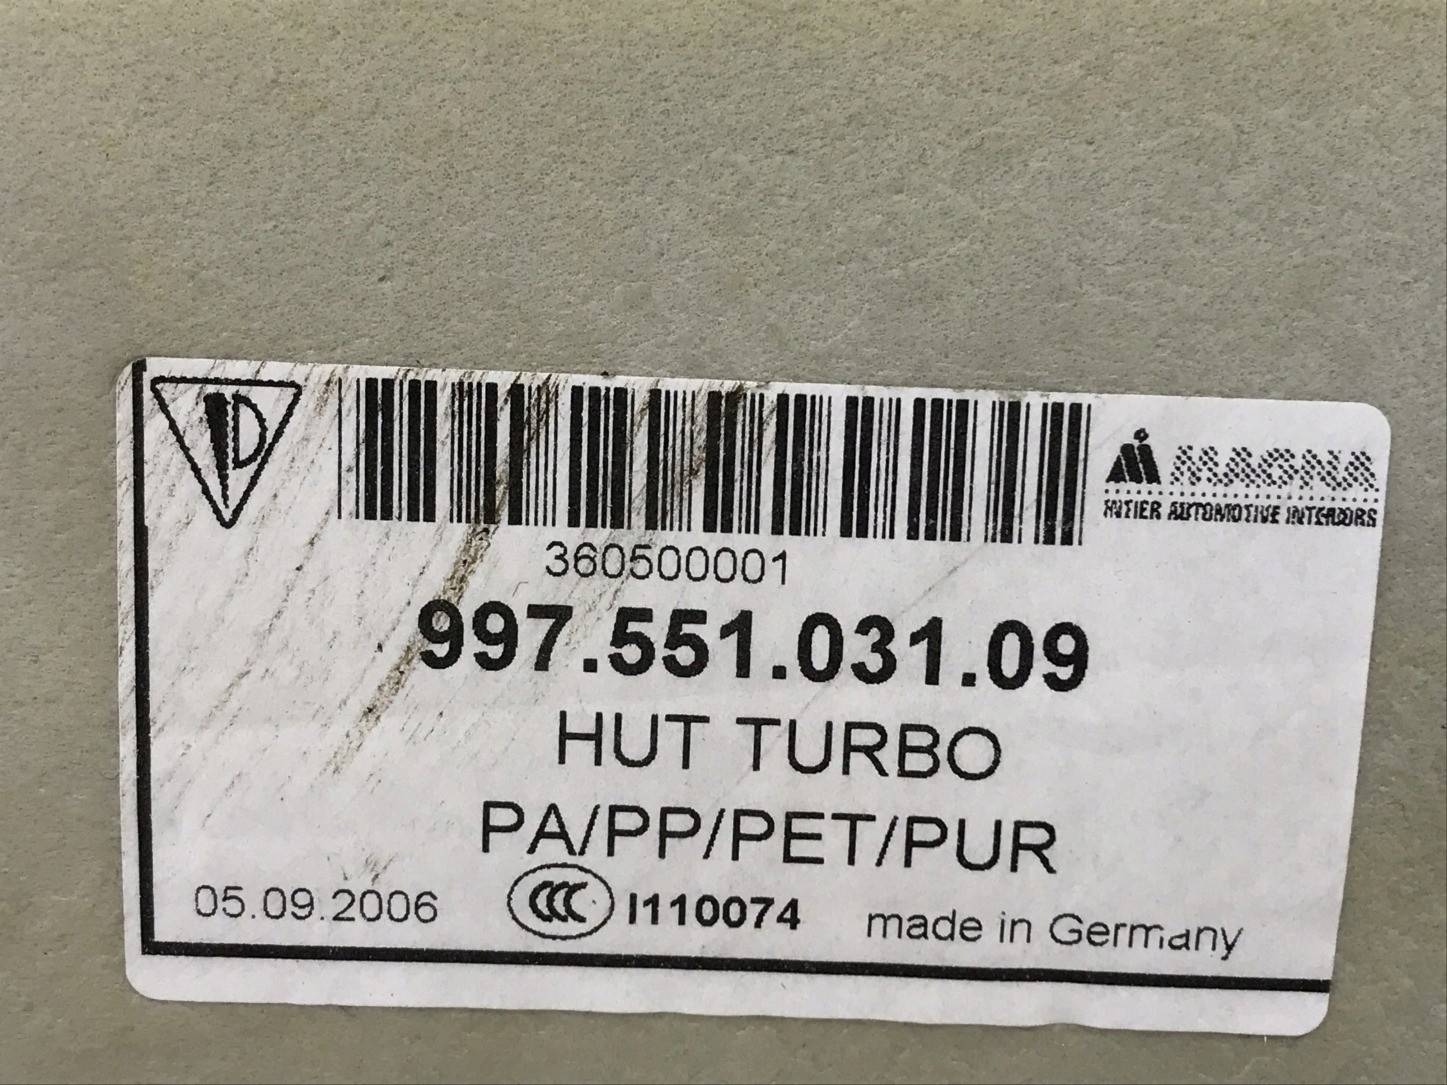 MAGNA
INTIER AUTOMOTIVE INTERIORS
360500001
997.551.031.09
HUT TURBO
PA/PP/PET/PUR
05.09.2006 CCC I110074 made in Germany